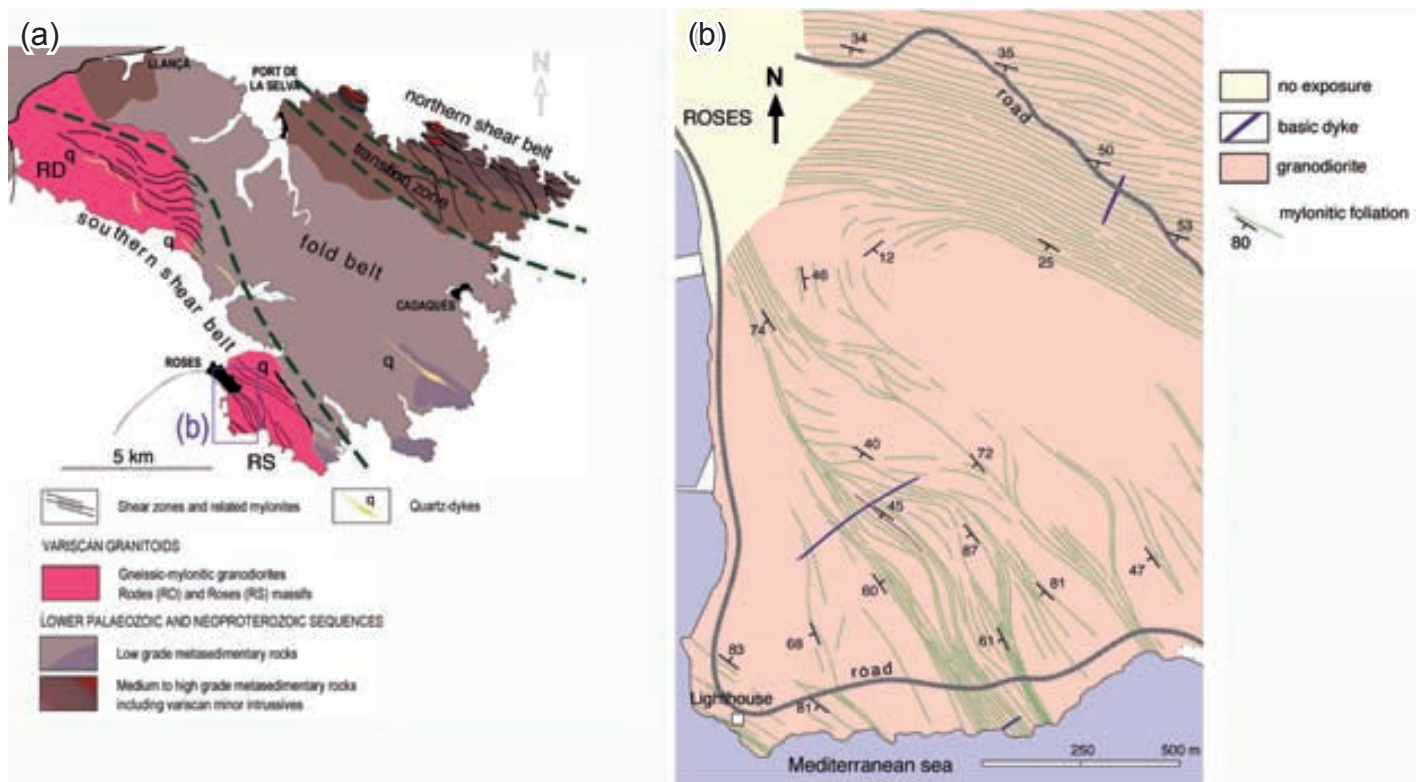 (a)
N
LLANÇA
PORT DE
LA SELVA
northern shear belt
transition zone
RD
q
southern shear belt
q
fold belt
CADAQUÉS
q
ROSES
q
(b)
RS
5 km
Shear zones and related mylonites
q
Quartz-dykes
VARISCAN GRANITOIDS
Gneissic-mylonitic granodiorites
Rodes (RD) and Roses (RS) massifs
LOWER PALAEOZOIC AND NEOPROTEROZOIC SEQUENCES
Low grade metasedimentary rocks
Medium to high grade metasedimentary rocks
including variscan minor intrussives
(b)
34
35
N
ROSES
road
50
53
12
46
25
74
40
72
45
87
60
81
47
68
61
83
road
Lighthouse
81
Mediterranean sea
250
500 m
no exposure
basic dyke
granodiorite
mylonitic foliation
80